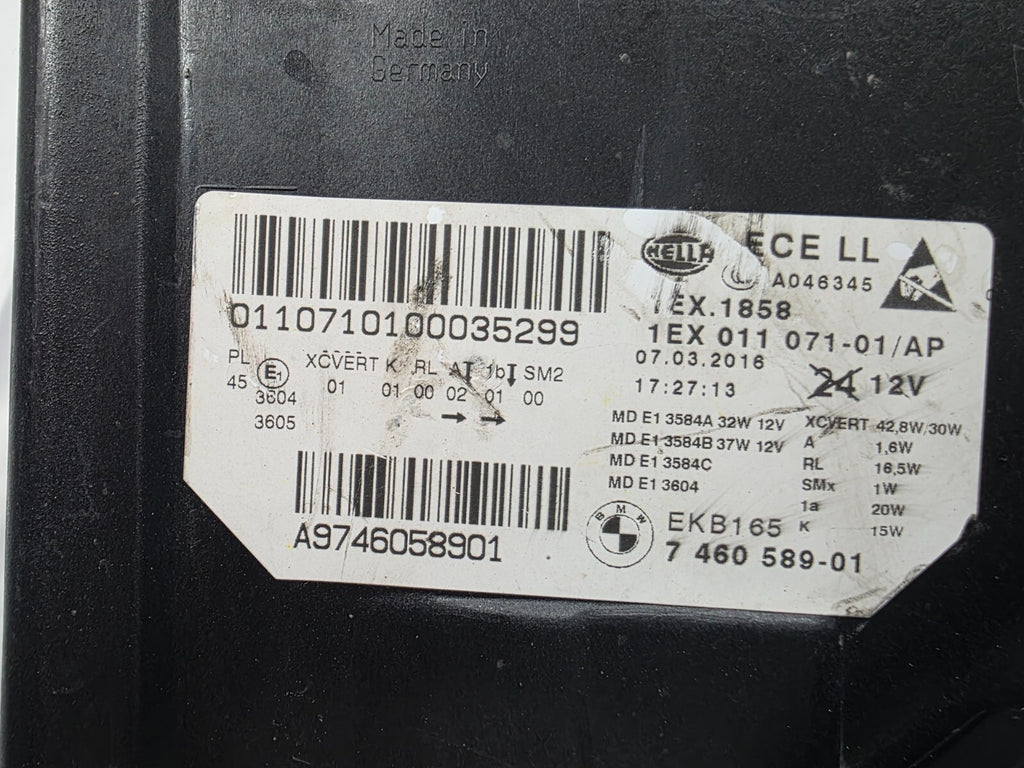 Made in
Germany
HELLA
ECE LL
A046345
0110710100035299
1EX.1858
1EX 011 071-01/AP
07.03.2016
17:27:13
24 12V
PL
45
E1
3604
3605
XCVERT K RL A 1b SM2
01 01 00 02 01 00
MD E1 3584A 32W 12V
MD E1 3584B 37W 12V
MD E1 3584C
MD E1 3604
XCVERT 42,8W/30W
A 1,6W
RL 16,5W
SMx 1W
1a 20W
K 15W
A9746058901
BMW
EKB165
7 460 589-01